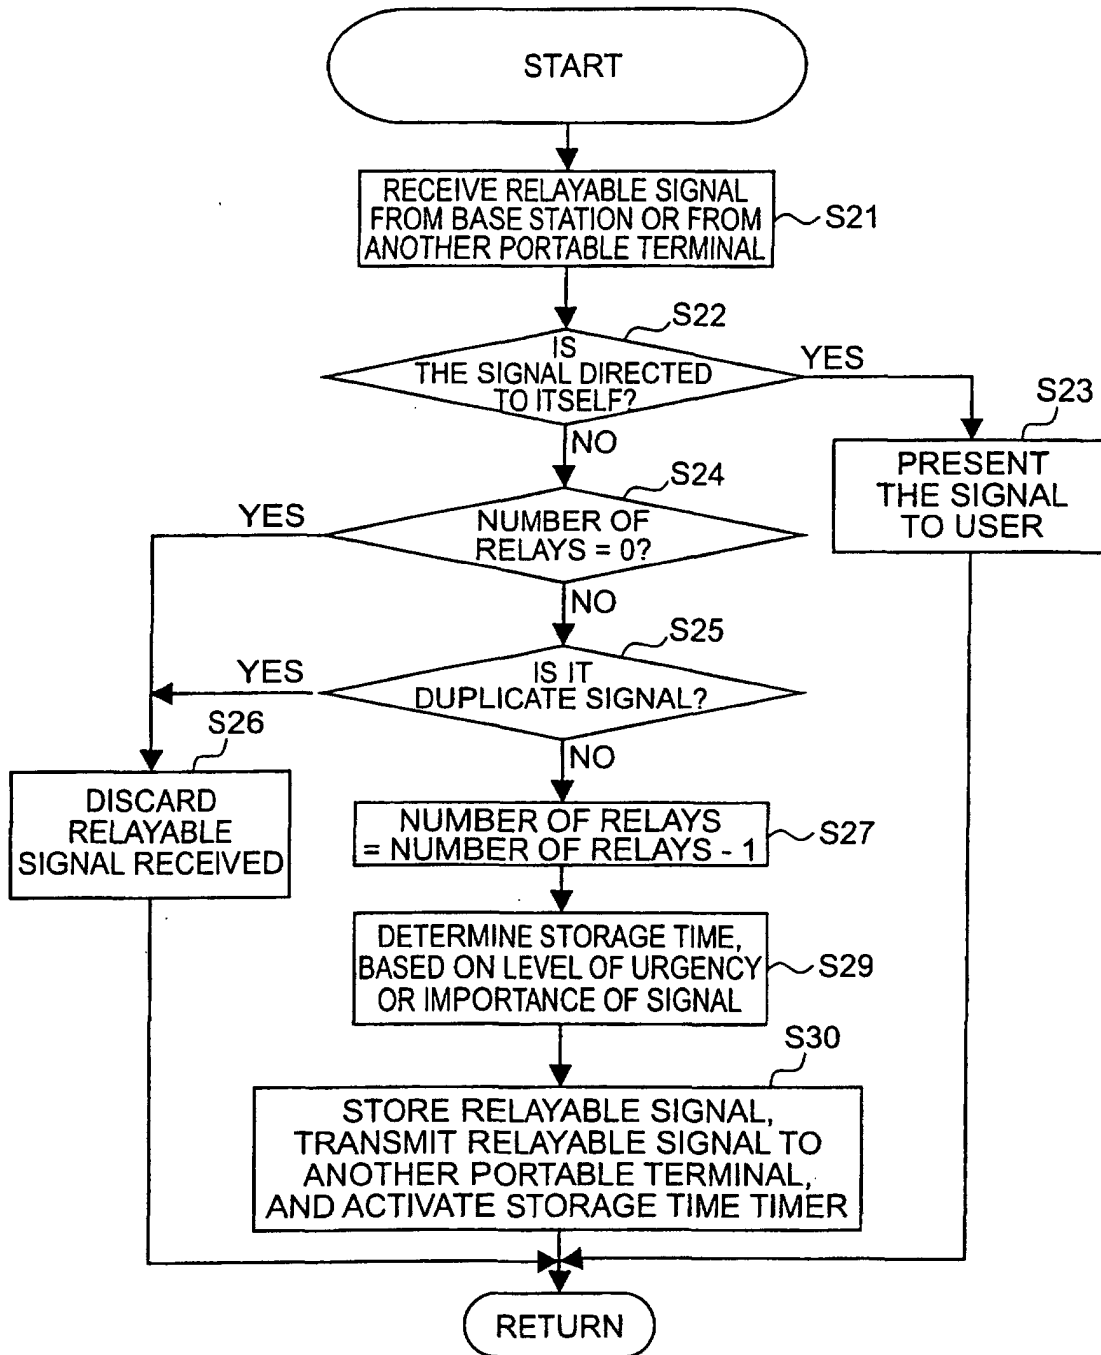 START
RECEIVE RELAYABLE SIGNAL
FROM BASE STATION OR FROM
ANOTHER PORTABLE TERMINAL
S21
S22
IS
THE SIGNAL DIRECTED
TO ITSELF?
YES
NO
S23
PRESENT
THE SIGNAL
TO USER
S24
NUMBER OF
RELAYS = 0?
YES
NO
S25
IS IT
DUPLICATE SIGNAL?
YES
NO
S26
DISCARD
RELAYABLE
SIGNAL RECEIVED
NUMBER OF RELAYS
= NUMBER OF RELAYS - 1
S27
DETERMINE STORAGE TIME,
BASED ON LEVEL OF URGENCY
OR IMPORTANCE OF SIGNAL
S29
S30
STORE RELAYABLE SIGNAL,
TRANSMIT RELAYABLE SIGNAL TO
ANOTHER PORTABLE TERMINAL,
AND ACTIVATE STORAGE TIME TIMER
RETURN